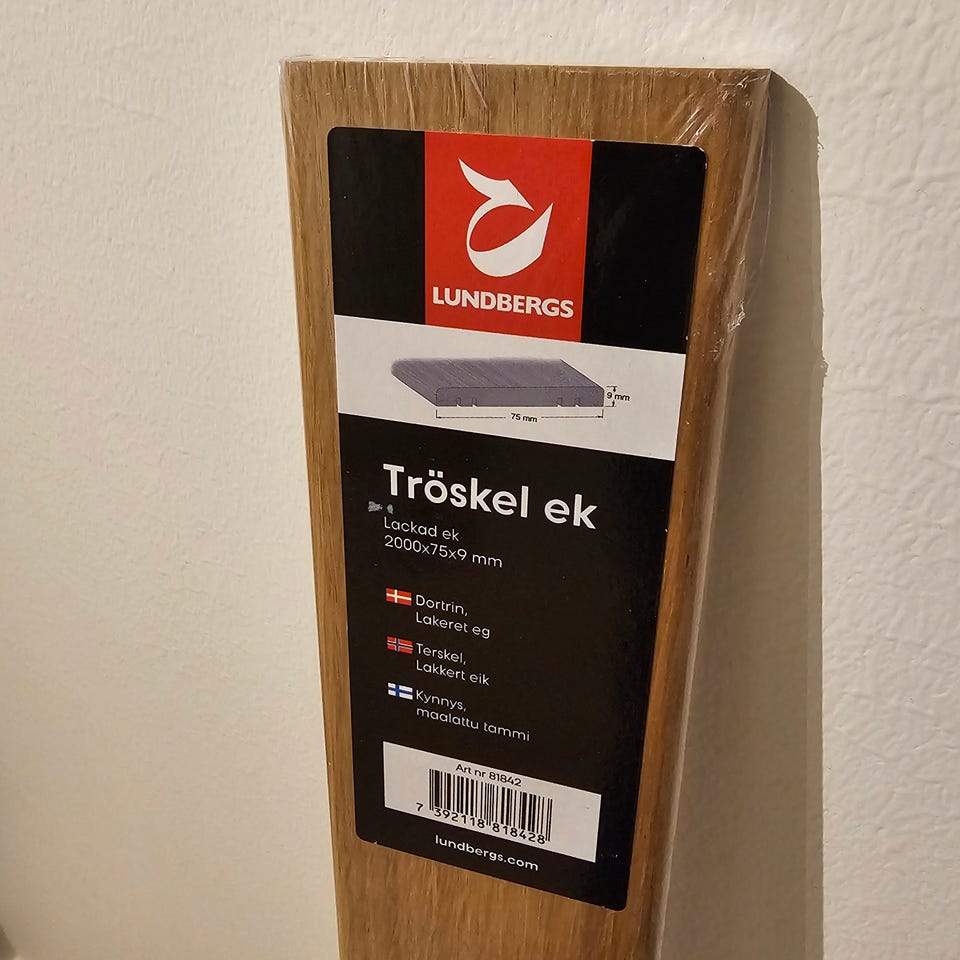 LUNDBERGS
9 mm
75 mm
Tröskel ek
Lackad ek
2000x75x9 mm
Dortrin,
Lakeret eg
Terskel,
Lakkert eik
Kynnys,
maalattu tammi
Art nr 81842
7 392118 818428
lundbergs.com